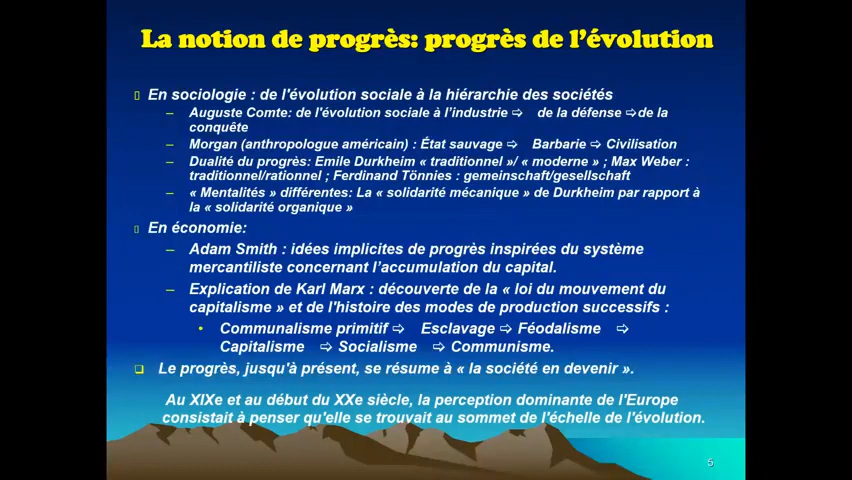 La notion de progrès: progrès de l'évolution
En sociologie : de l'évolution sociale à la hiérarchie des sociétés
– Auguste Comte: de l'évolution sociale à l'industrie ⇨ de la défense ⇨de la
conquête
– Morgan (anthropologue américain) : État sauvage ⇨ Barbarie ⇨ Civilisation
– Dualité du progrès: Emile Durkheim « traditionnel »/ « moderne » ; Max Weber :
traditionnel/rationnel ; Ferdinand Tönnies : gemeinschaft/gesellschaft
– « Mentalités » différentes: La « solidarité mécanique » de Durkheim par rapport à
la « solidarité organique »
En économie:
– Adam Smith : idées implicites de progrès inspirées du système
mercantiliste concernant l'accumulation du capital.
– Explication de Karl Marx : découverte de la « loi du mouvement du
capitalisme » et de l'histoire des modes de production successifs :
• Communalisme primitif ⇨ Esclavage ⇨ Féodalisme ⇨
Capitalisme ⇨ Socialisme ⇨ Communisme.
❑ Le progrès, jusqu'à présent, se résume à « la société en devenir ».
Au XIXe et au début du XXe siècle, la perception dominante de l'Europe
consistait à penser qu'elle se trouvait au sommet de l'échelle de l'évolution.
5